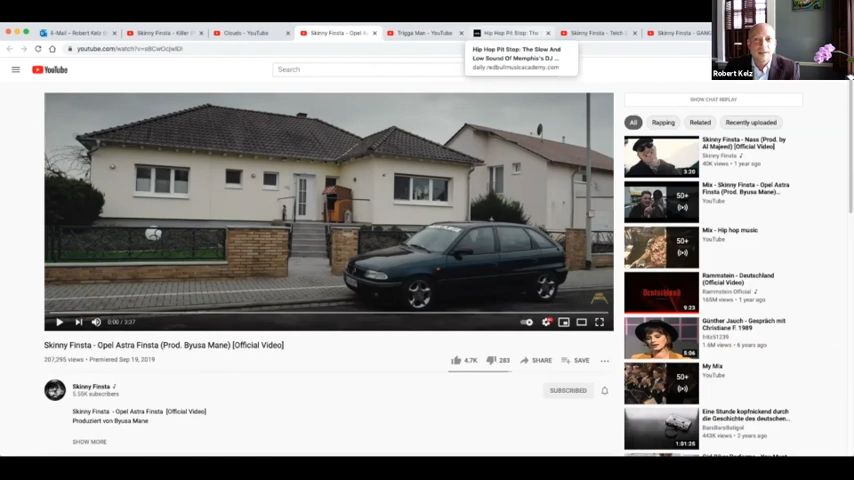 E-Mail – Robert Kelz
Skinny Finsta - Killer
Clouds - YouTube
Skinny Finsta - Opel A
Trigga Man - YouTube
Hip Hop Pit Stop: The
Skinny Finsta - Teich
Skinny Finsta - GANG
youtube.com/watch?v=
Hip Hop Pit Stop: The Slow And
Low Sound Of Memphis's DJ ...
daily.redbullmusicacademy.com
Robert Kelz
YouTube
Search
SHOW CHAT REPLAY
All
Rapping
Related
Recently uploaded
Skinny Finsta - Nass (Prod. by
Al Majeed) [Official Video]
Skinny Finsta
40K views • 1 year ago
3:20
Mix - Skinny Finsta - Opel Astra
Finsta (Prod. Byusa Mane)...
YouTube
50+
Mix - Hip hop music
YouTube
50+
Rammstein - Deutschland
(Official Video)
Rammstein Official
165M views • 1 year ago
Deutschland
9:23
Günther Jauch - Gespräch mit
Christiane F. 1989
fritz51239
1.6M views • 6 years ago
5:06
My Mix
YouTube
50+
Eine Stunde kopfnickend durch
die Geschichte des deutschen...
BarsBarsBatigol
443K views • 2 years ago
1:01:25
0:00 / 3:37
Skinny Finsta - Opel Astra Finsta (Prod. Byusa Mane) [Official Video]
207,295 views • Premiered Sep 19, 2019
4.7K
283
SHARE
SAVE
Skinny Finsta
5.55K subscribers
SUBSCRIBED
Skinny Finsta - Opel Astra Finsta [Official Video]
Produziert von Byusa Mane
SHOW MORE